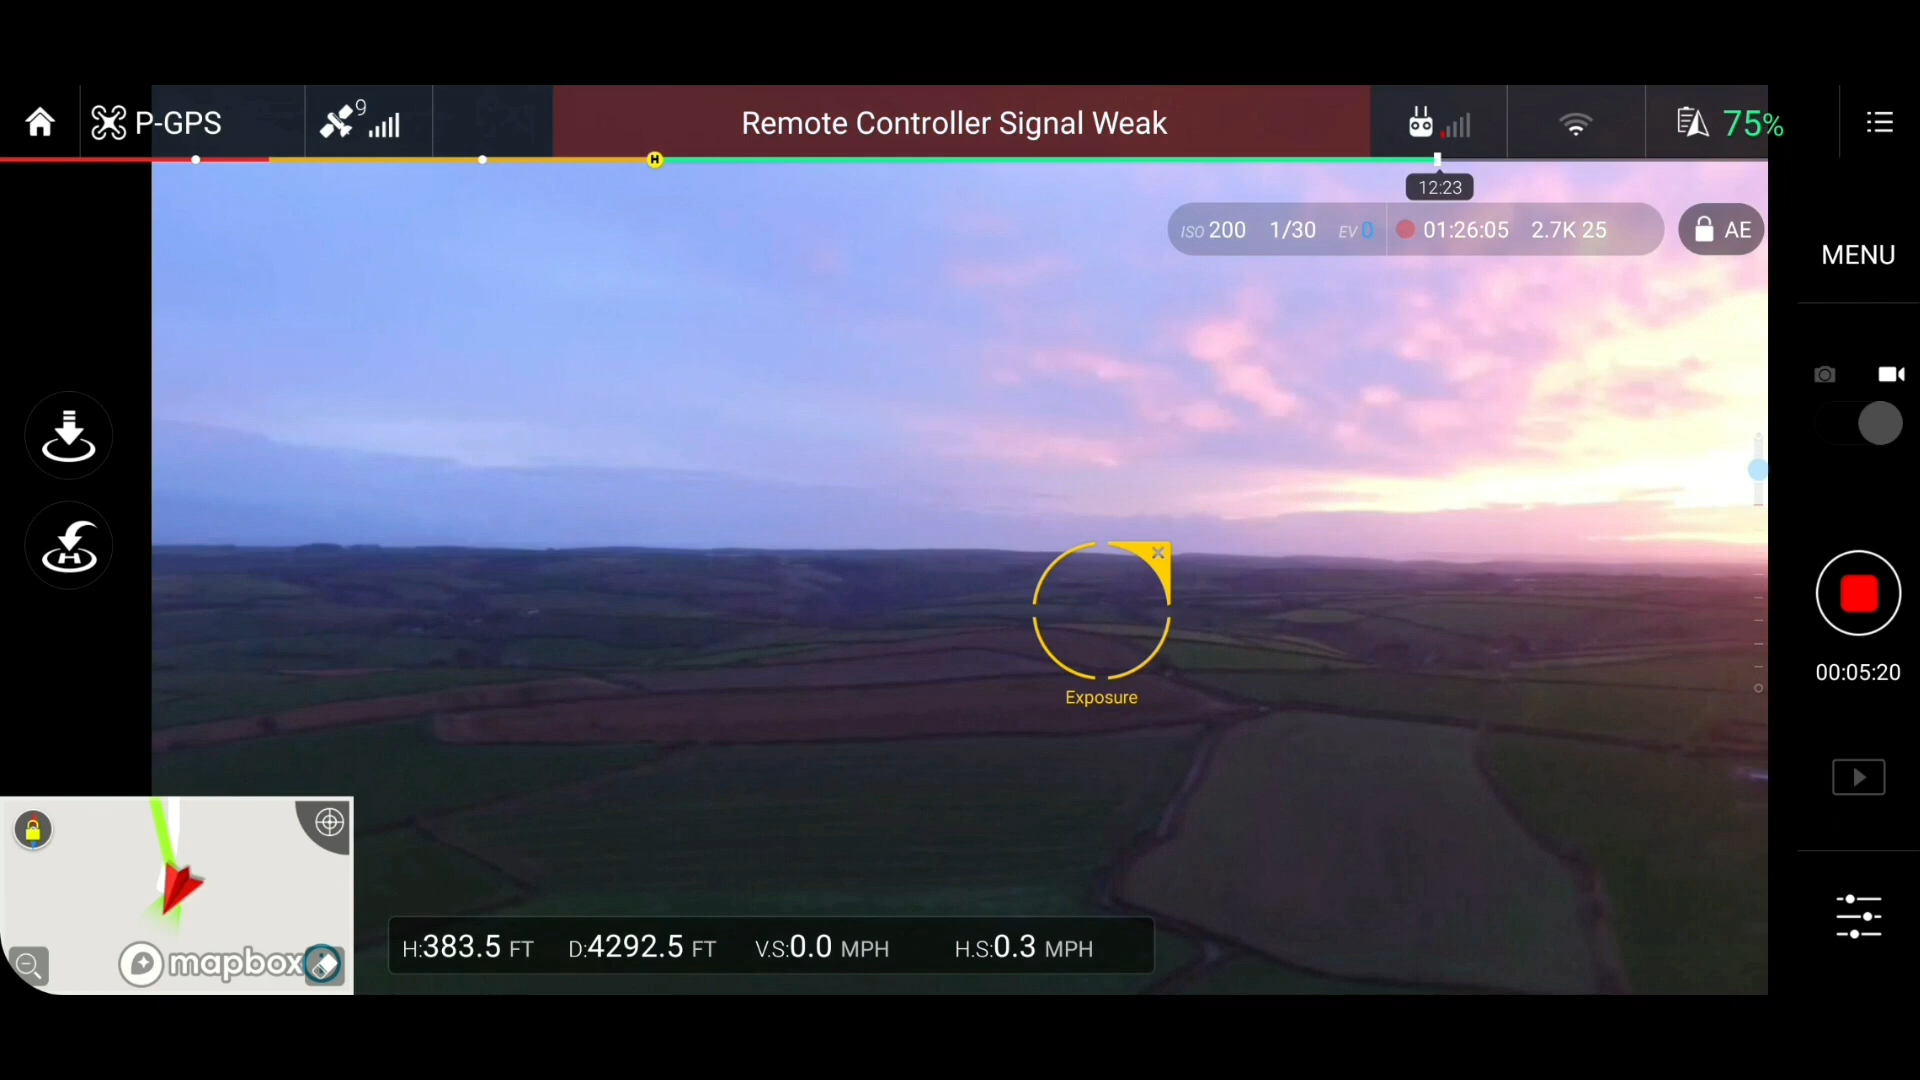 P-GPS
9
Remote Controller Signal Weak
75%
H
12:23
ISO 200 1/30 EV 0 01:26:05 2.7K 25
AE
MENU
Exposure
H
00:05:20
mapbox
H:383.5 FT D:4292.5 FT V.S:0.0 MPH H.S:0.3 MPH